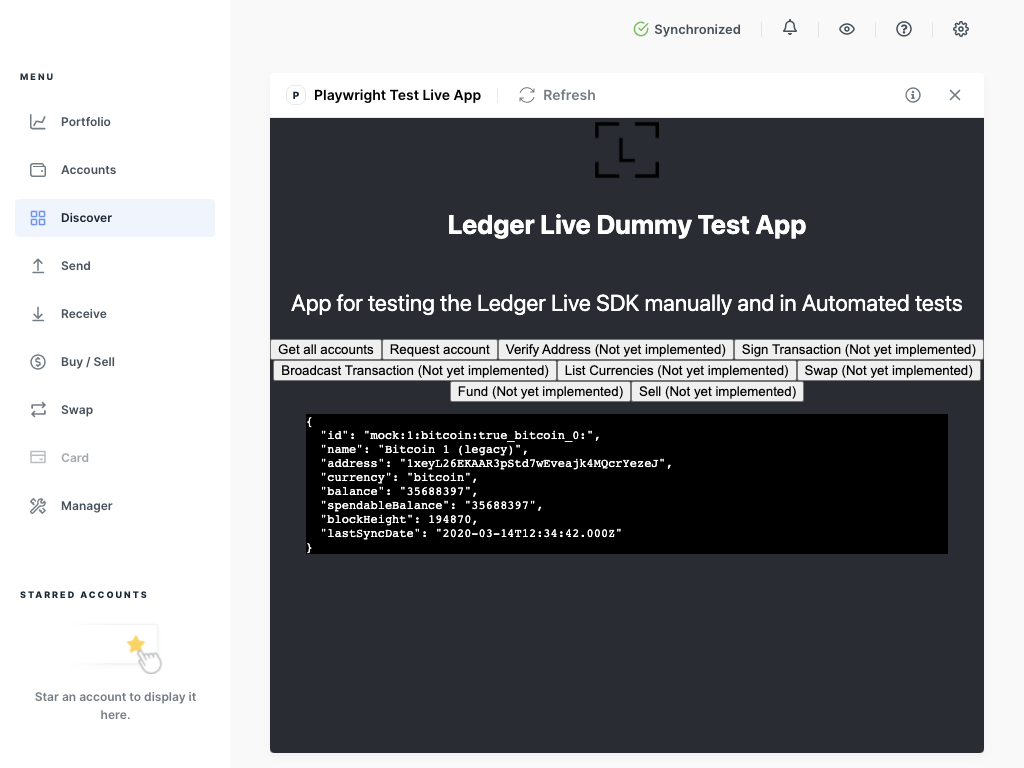 Synchronized
MENU
Portfolio
Accounts
Discover
Send
Receive
Buy / Sell
Swap
Card
Manager
STARRED ACCOUNTS
Star an account to display it
here.
P Playwright Test Live App Refresh
L
Ledger Live Dummy Test App
App for testing the Ledger Live SDK manually and in Automated tests
Get all accounts Request account Verify Address (Not yet implemented) Sign Transaction (Not yet implemented)
Broadcast Transaction (Not yet implemented) List Currencies (Not yet implemented) Swap (Not yet implemented)
Fund (Not yet implemented) Sell (Not yet implemented)
{
"id": "mock:1:bitcoin:true_bitcoin_0:",
"name": "Bitcoin 1 (legacy)",
"address": "1xeyL26EKAAR3pStd7wEveajk4MQcrYezeJ",
"currency": "bitcoin",
"balance": "35688397",
"spendableBalance": "35688397",
"blockHeight": 194870,
"lastSyncDate": "2020-03-14T12:34:42.000Z"
}